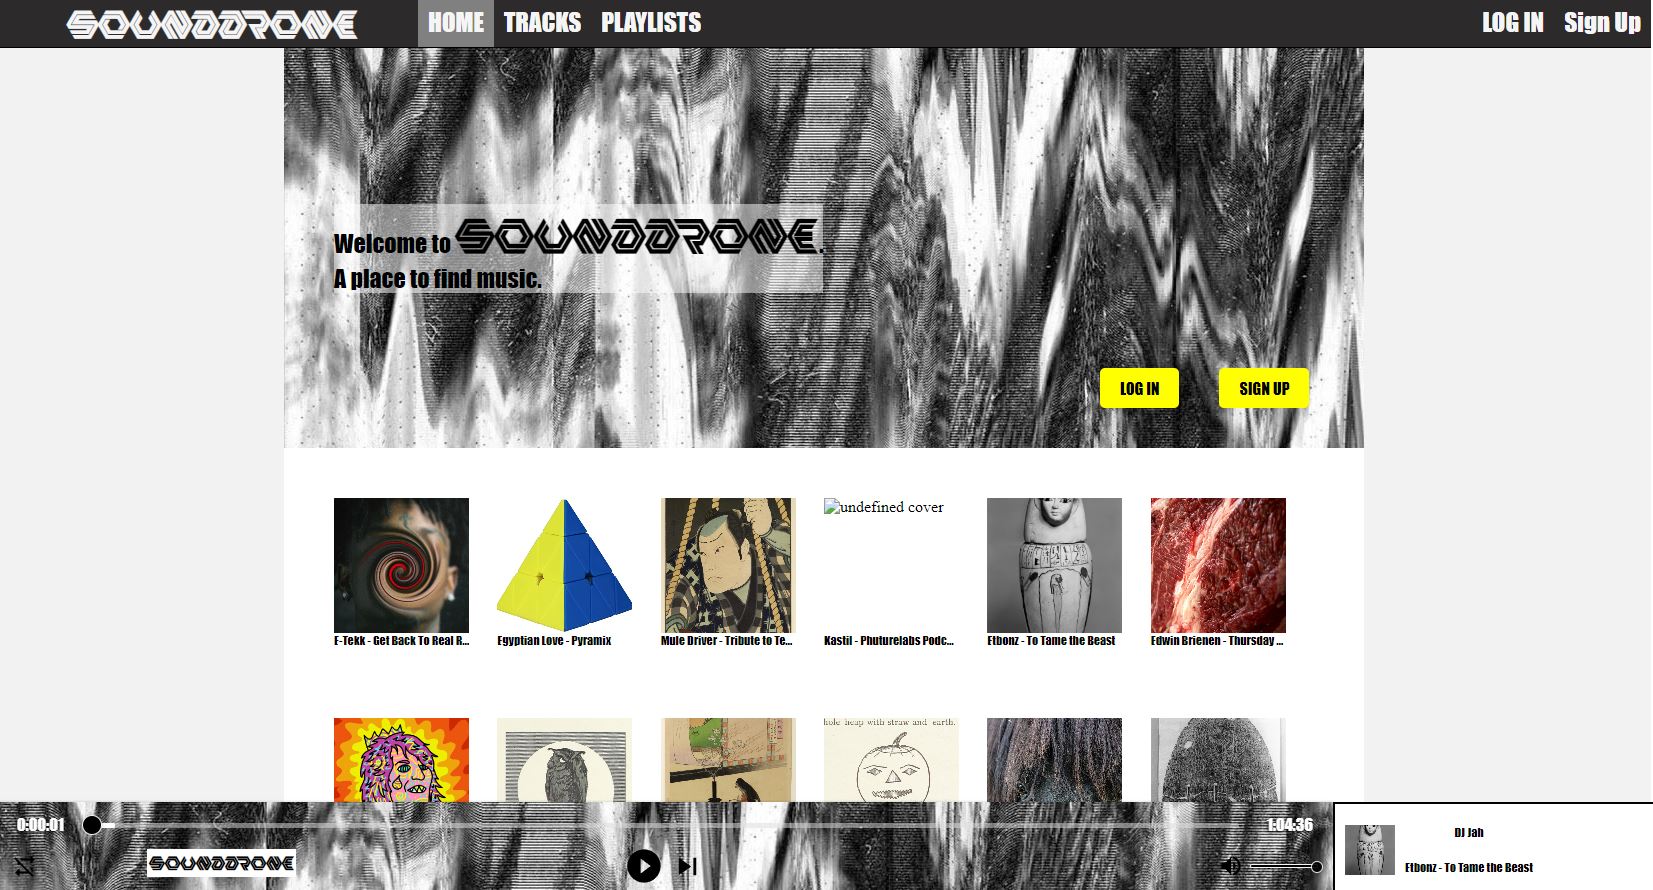 SOUNDDRONE HOME TRACKS PLAYLISTS LOG IN Sign Up
Welcome to SOUNDDRONE.
A place to find music.
LOG IN SIGN UP
undefined cover
E-Tekk - Get Back To Real R...
Egyptian Love - Pyramix
Mule Driver - Tribute to Te...
Kastil - Phuturelabs Podc...
Etbonz - To Tame the Beast
Edwin Brienen - Thursday ...
hole heap with straw and earth.
0:00:01
1:04:36
SOUNDDRONE
DJ Jah
Etbonz - To Tame the Beast